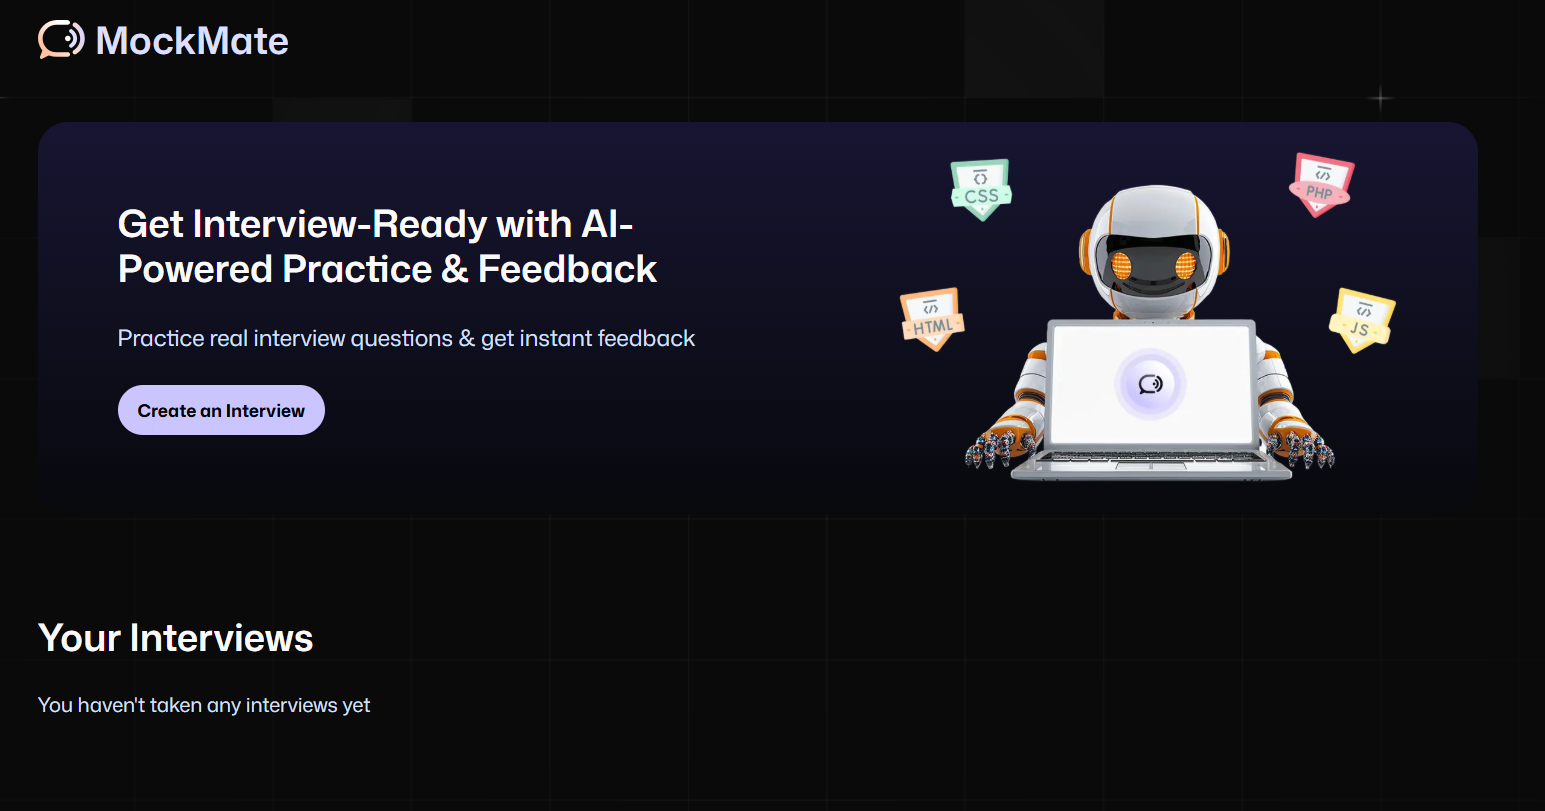 MockMate
Get Interview-Ready with AI-
Powered Practice & Feedback
Practice real interview questions & get instant feedback
Create an Interview
CSS
PHP
HTML
JS
Your Interviews
You haven't taken any interviews yet